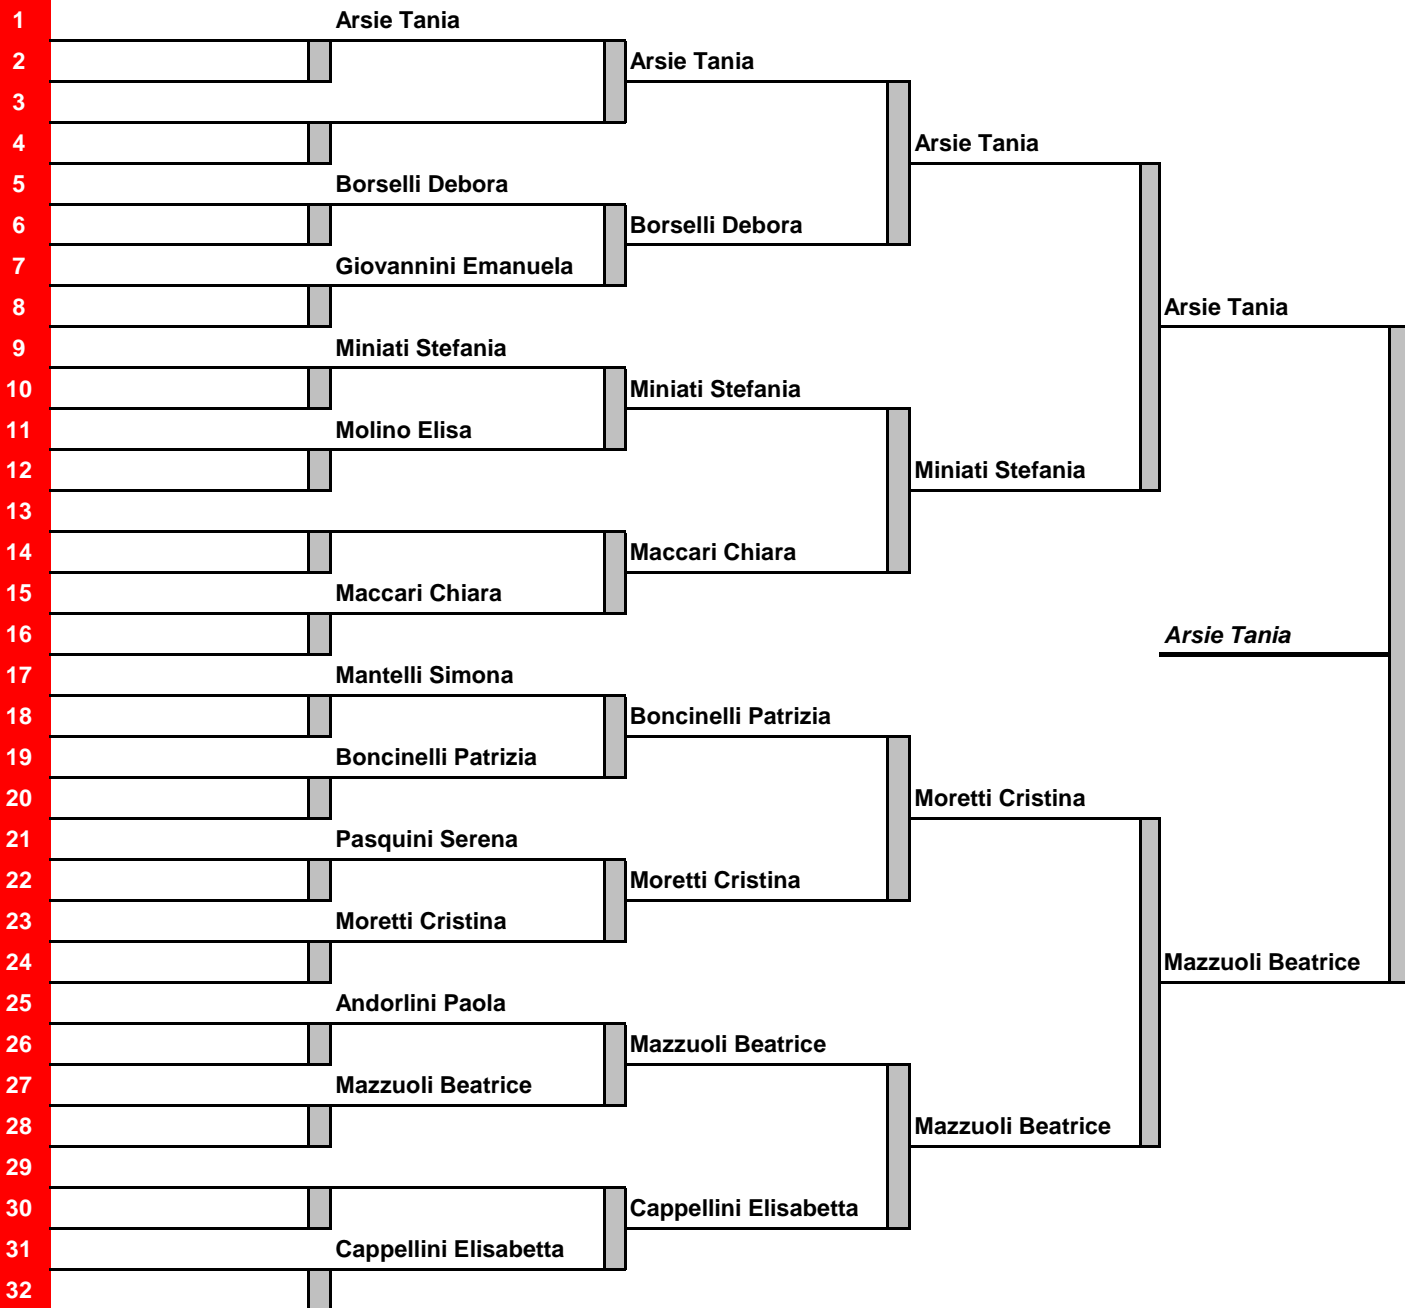 1 Arsie Tania
2 Arsie Tania
3
4 Arsie Tania
5 Borselli Debora
6 Borselli Debora
7 Giovannini Emanuela
8 Arsie Tania
9 Miniati Stefania
10 Miniati Stefania
11 Molino Elisa
12 Miniati Stefania
13
14 Maccari Chiara
15 Maccari Chiara
16 Arsie Tania
17 Mantelli Simona
18 Boncinelli Patrizia
19 Boncinelli Patrizia
20 Moretti Cristina
21 Pasquini Serena
22 Moretti Cristina
23 Moretti Cristina
24 Mazzuoli Beatrice
25 Andorlini Paola
26 Mazzuoli Beatrice
27 Mazzuoli Beatrice
28 Mazzuoli Beatrice
29
30 Cappellini Elisabetta
31 Cappellini Elisabetta
32